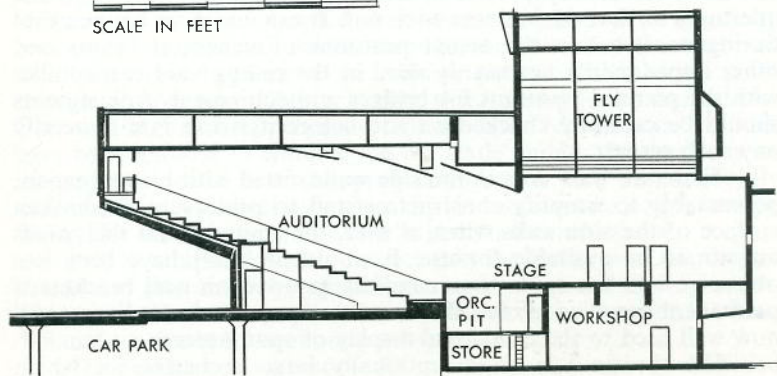 SCALE IN FEET
FLY
TOWER
AUDITORIUM
STAGE
ORC.
PIT
WORKSHOP
STORE
CAR PARK